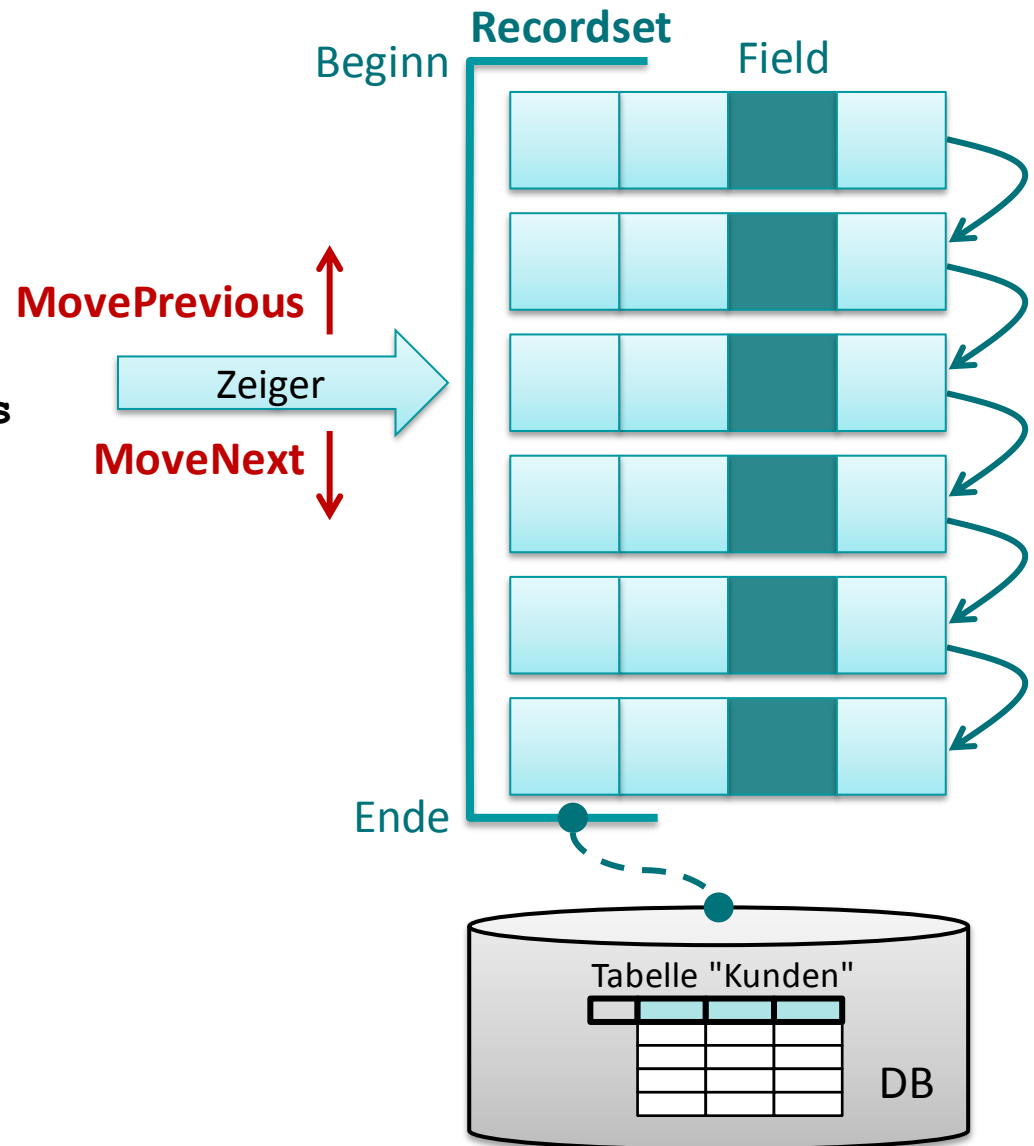 Recordset
Beginn
Field
MovePrevious
Zeiger
s
MoveNext
Ende
Tabelle "Kunden"
DB